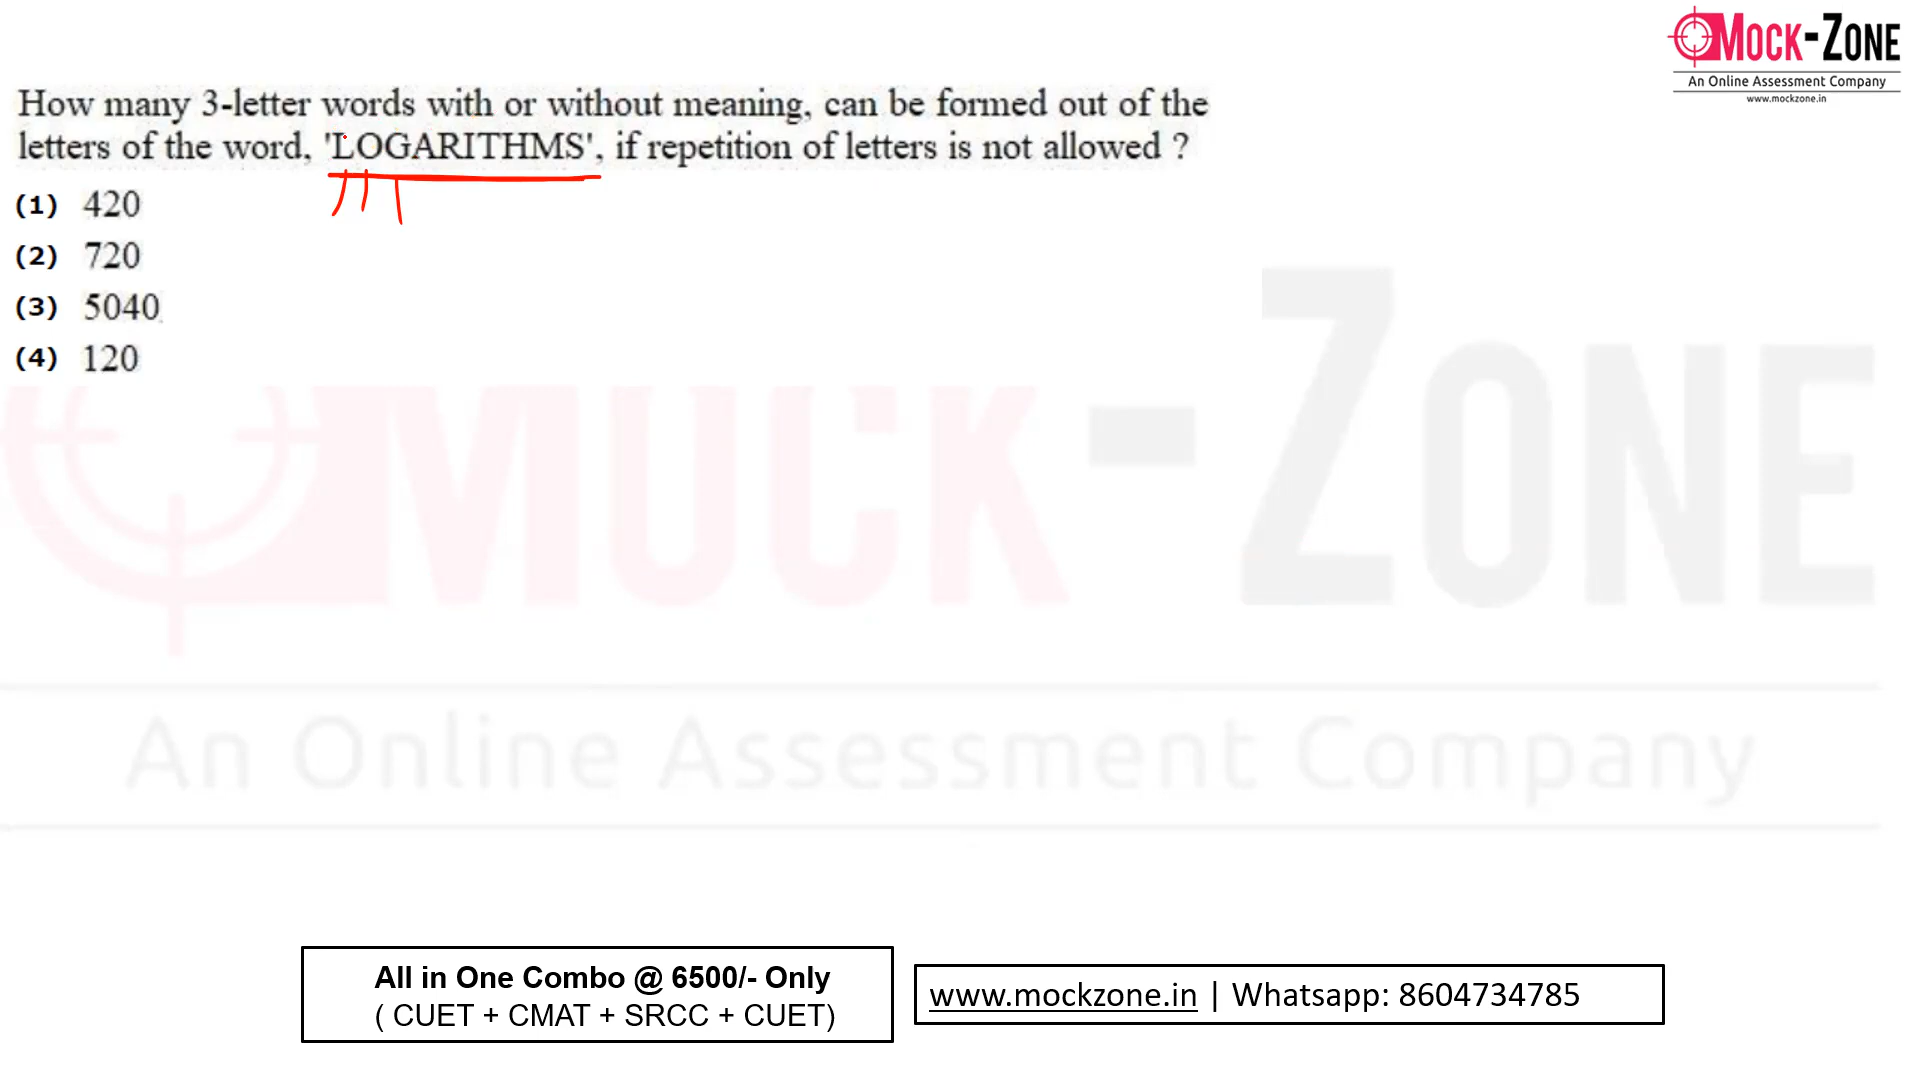 MOCK-ZONE
An Online Assessment Company
www.mockzone.in
How many 3-letter words with or without meaning, can be formed out of the
letters of the word, 'LOGARITHMS', if repetition of letters is not allowed ?
(1) 420
(2) 720
(3) 5040
(4) 120
MOCK-ZONE
An Online Assessment Company
All in One Combo @ 6500/- Only
( CUET + CMAT + SRCC + CUET)
www.mockzone.in | Whatsapp: 8604734785